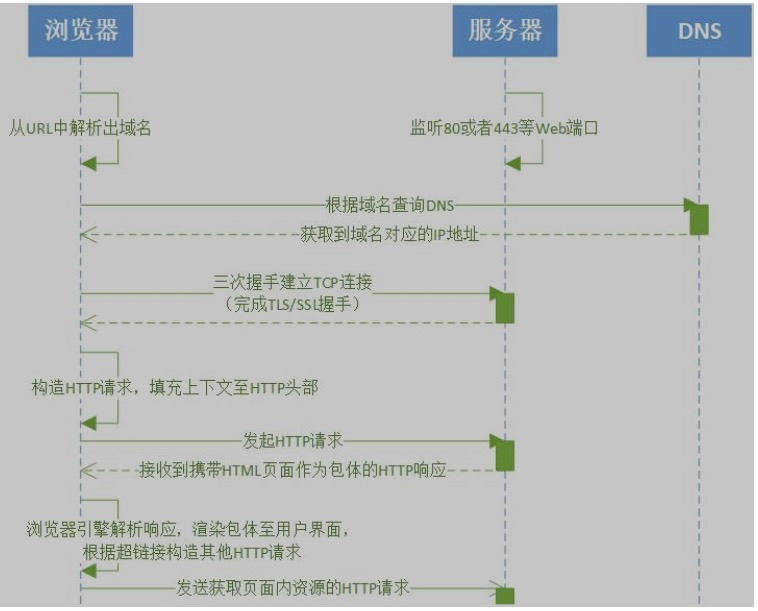 浏览器
服务器
DNS
从URL中解析出域名
监听80或者443等Web端口
根据域名查询DNS
获取到域名对应的IP地址
三次握手建立TCP连接
（完成TLS/SSL握手）
构造HTTP请求，填充上下文至HTTP头部
发起HTTP请求
接收到携带HTML页面作为包体的HTTP响应
浏览器引擎解析响应，渲染包体至用户界面，
根据超链接构造其他HTTP请求
发送获取页面内资源的HTTP请求